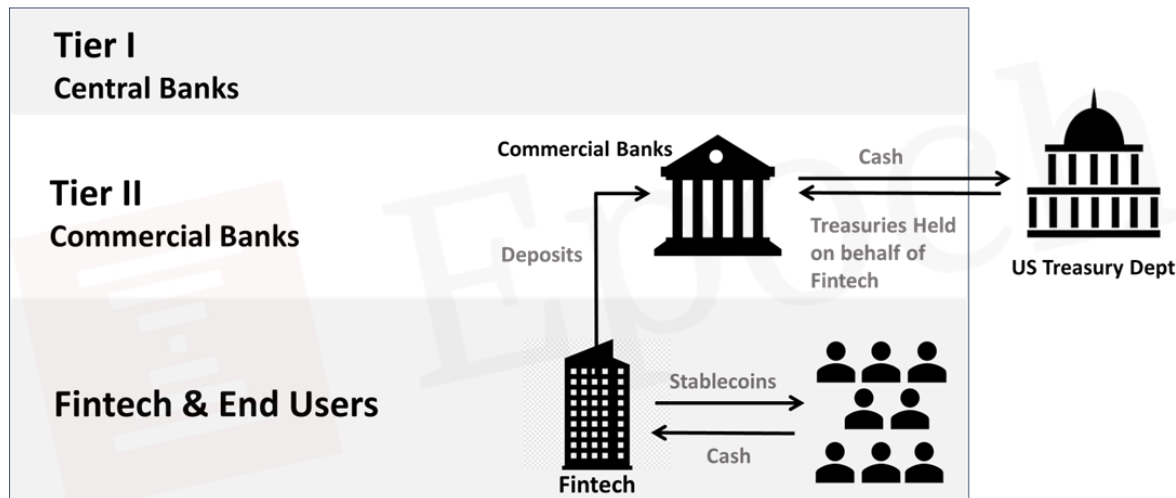 Tier I
Central Banks
Commercial Banks
Cash
Tier II
Commercial Banks
Deposits
Treasuries Held
on behalf of
Fintech
US Treasury Dept
Fintech & End Users
Stablecoins
Cash
Fintech
Epoch